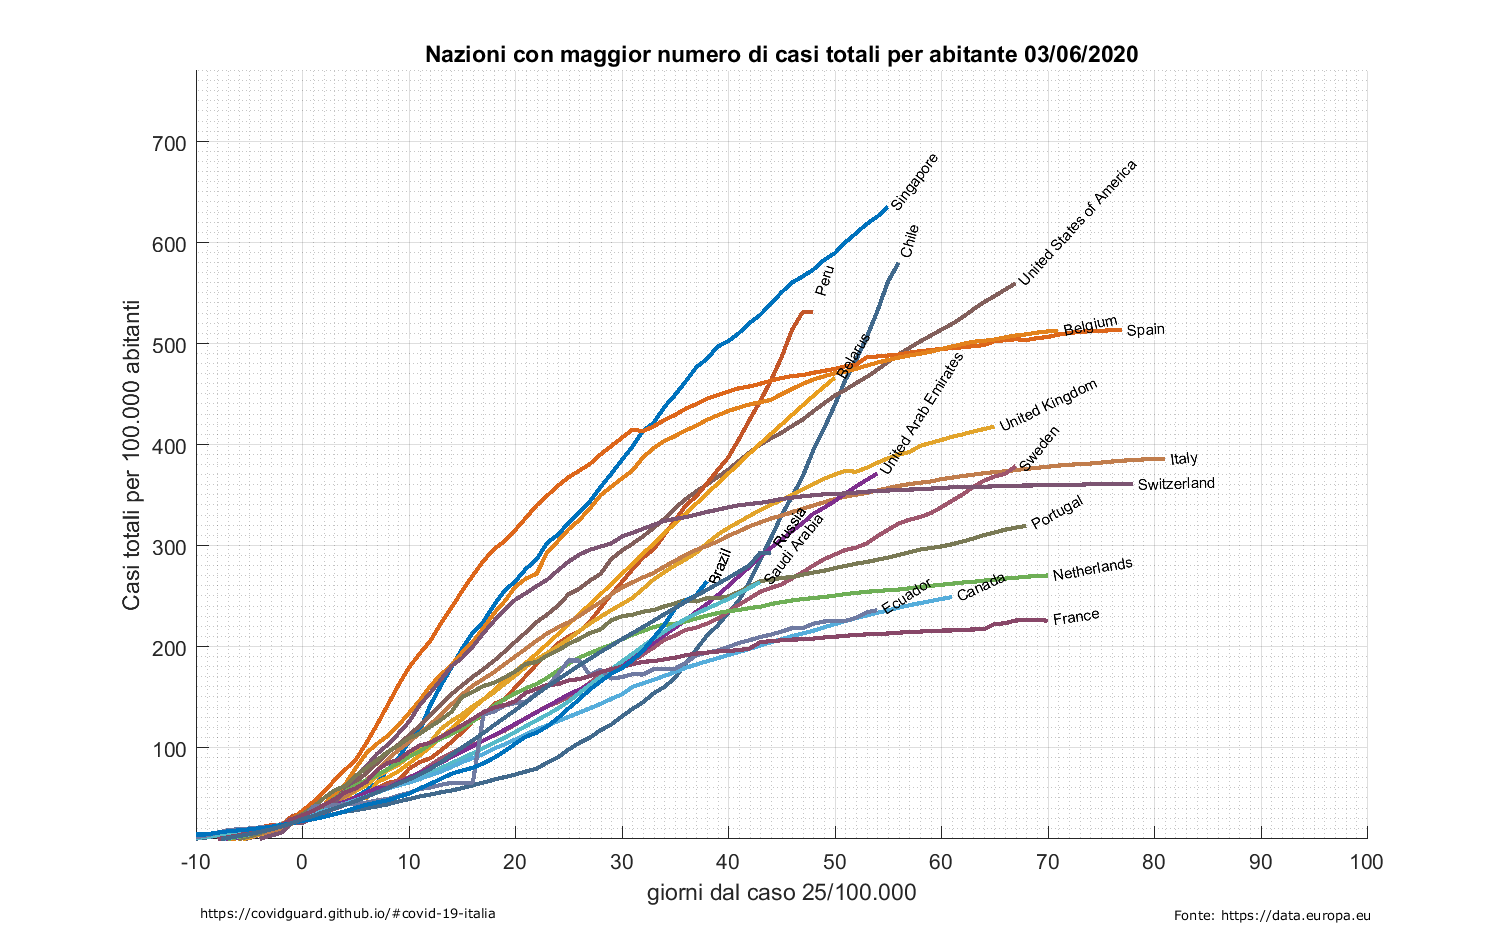 Nazioni con maggior numero di casi totali per abitante 03/06/2020
Casi totali per 100.000 abitanti
700
600
500
400
300
200
100
Singapore
United States of America
Chile
Peru
Belgium
Spain
Belarus
United Arab Emirates
United Kingdom
Sweden
Italy
Switzerland
Portugal
Russia
Saudi Arabia
Brazil
Netherlands
Canada
Ecuador
France
-10 0 10 20 30 40 50 60 70 80 90 100
giorni dal caso 25/100.000
https://covidguard.github.io/#covid-19-italia
Fonte: https://data.europa.eu